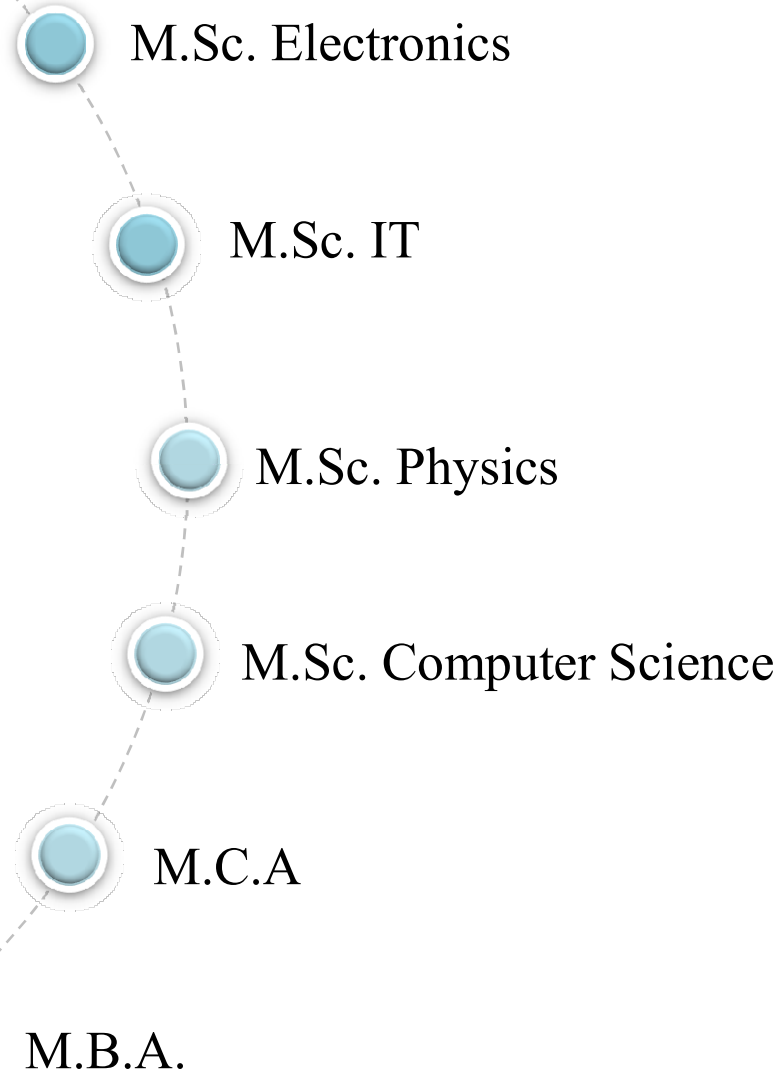 M.Sc. Electronics
M.Sc. IT
M.Sc. Physics
M.Sc. Computer Science
M.C.A
M.B.A.